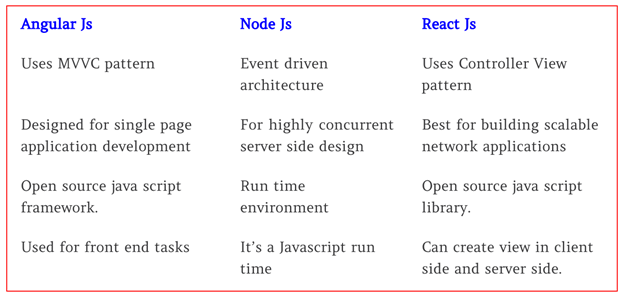 Angular Js
Node Js
React Js
Uses MVVC pattern
Event driven
architecture
Uses Controller View
pattern
Designed for single page
application development
For highly concurrent
server side design
Best for building scalable
network applications
Open source java script
framework.
Run time
environment
Open source java script
library.
Used for front end tasks
It's a Javascript run
time
Can create view in client
side and server side.